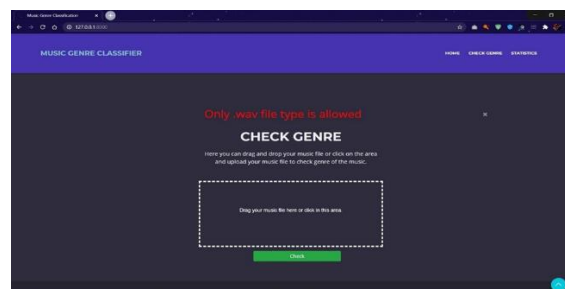 Music Genre Classification
127.0.0.1:8000
MUSIC GENRE CLASSIFIER
HOME CHECK GENRE STATISTICS
Only .wav file type is allowed
CHECK GENRE
Here you can drag and drop your music file or click on the area
and upload your music file to check genre of the music.
Drag your music file here or click in this area.
Check